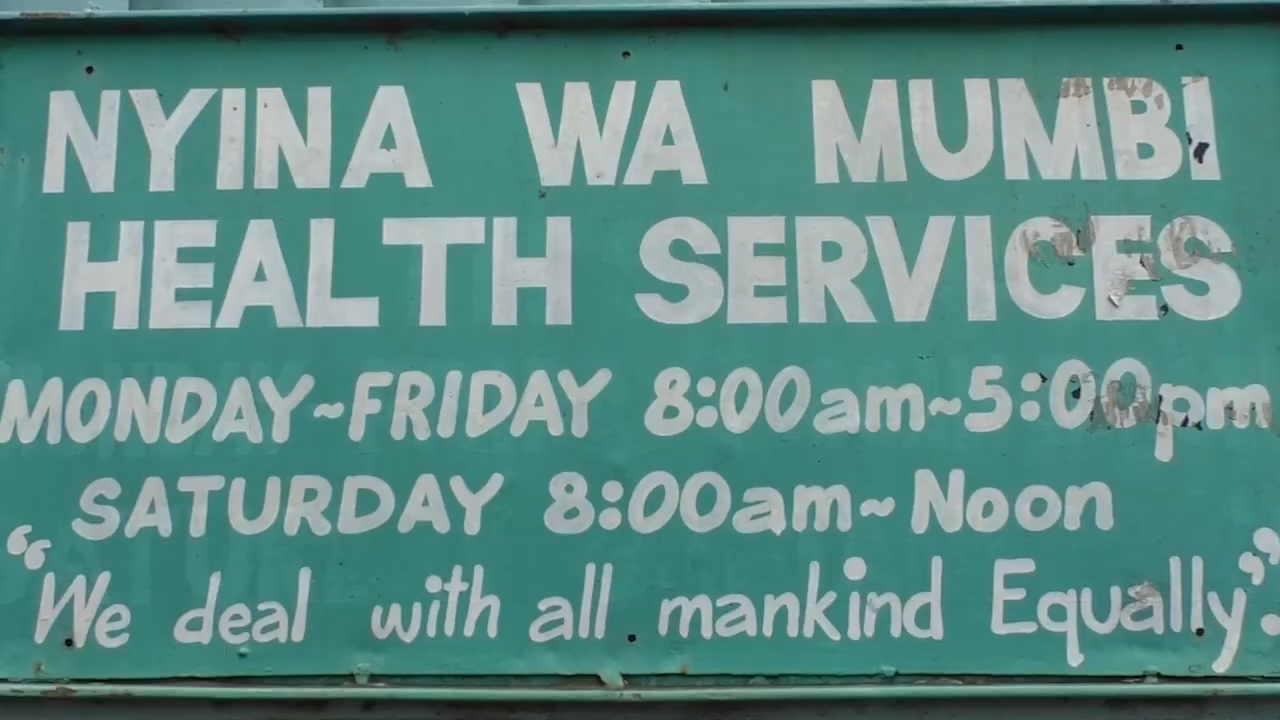 NYINA WA MUMBI
HEALTH SERVICES
MONDAY~FRIDAY 8:00am~5:00pm
SATURDAY 8:00am~Noon
“We deal with all mankind Equally”.